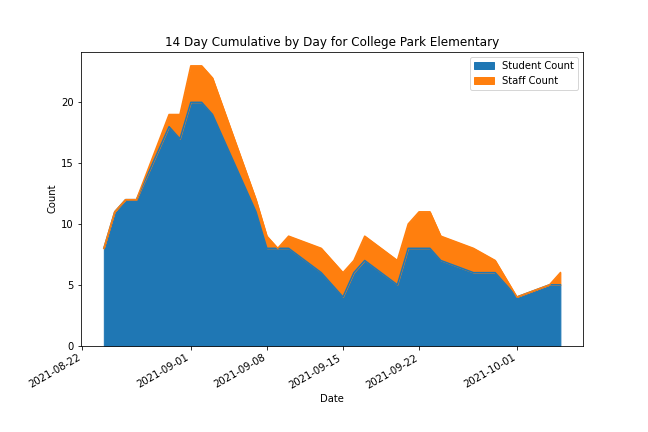 14 Day Cumulative by Day for College Park Elementary
Student Count
Staff Count
20
15
10
5
0
Count
2021-08-22
2021-09-01
2021-09-08
2021-09-15
2021-09-22
2021-10-01
Date